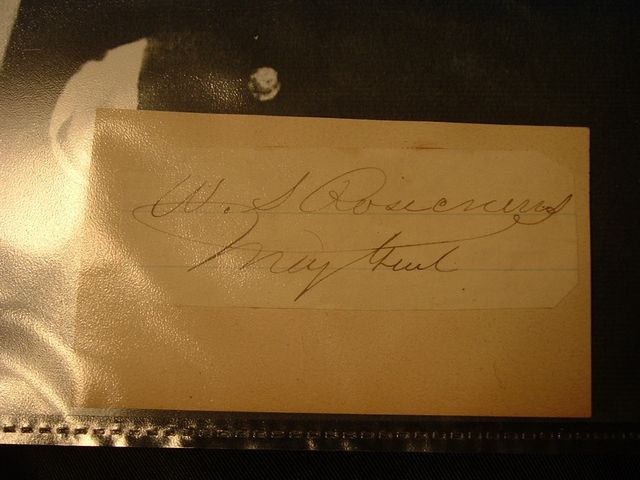 W. S. Rosecrans
Maj Genl